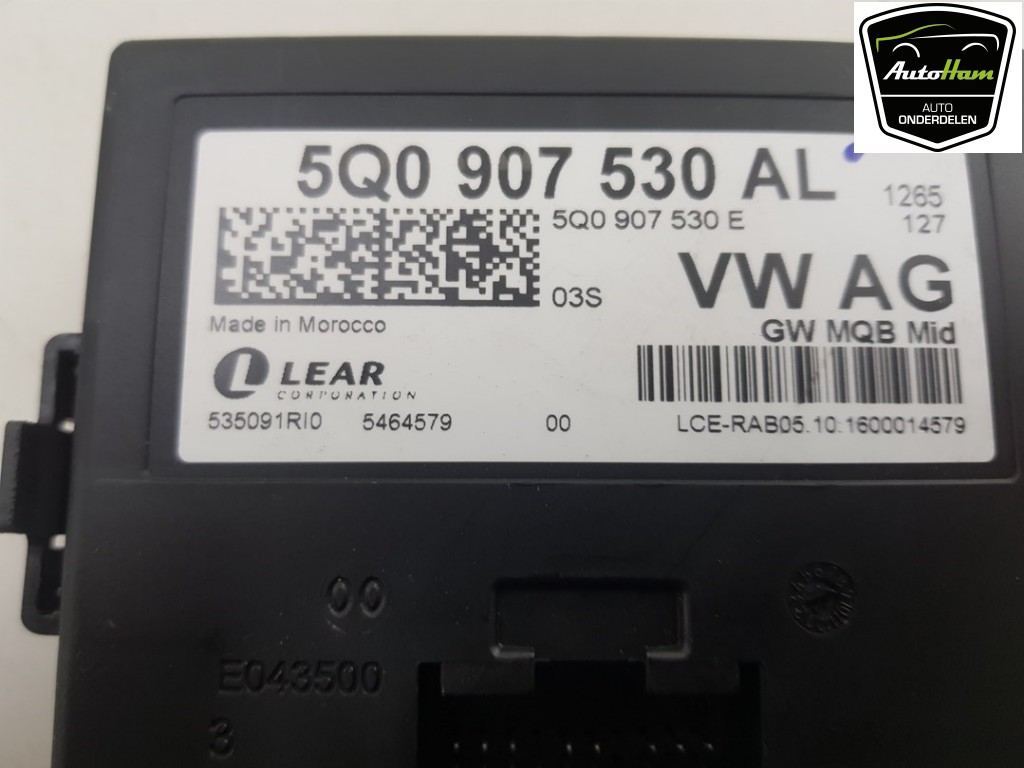 AutoHam
AUTO
ONDERDELEN
5Q0 907 530 AL
1265
5Q0 907 530 E
127
03S
VW AG
Made in Morocco
GW MQB Mid
LEAR
CORPORATION
535091RI0 5464579 00 LCE-RAB05.10.1600014579
00
E043500
3